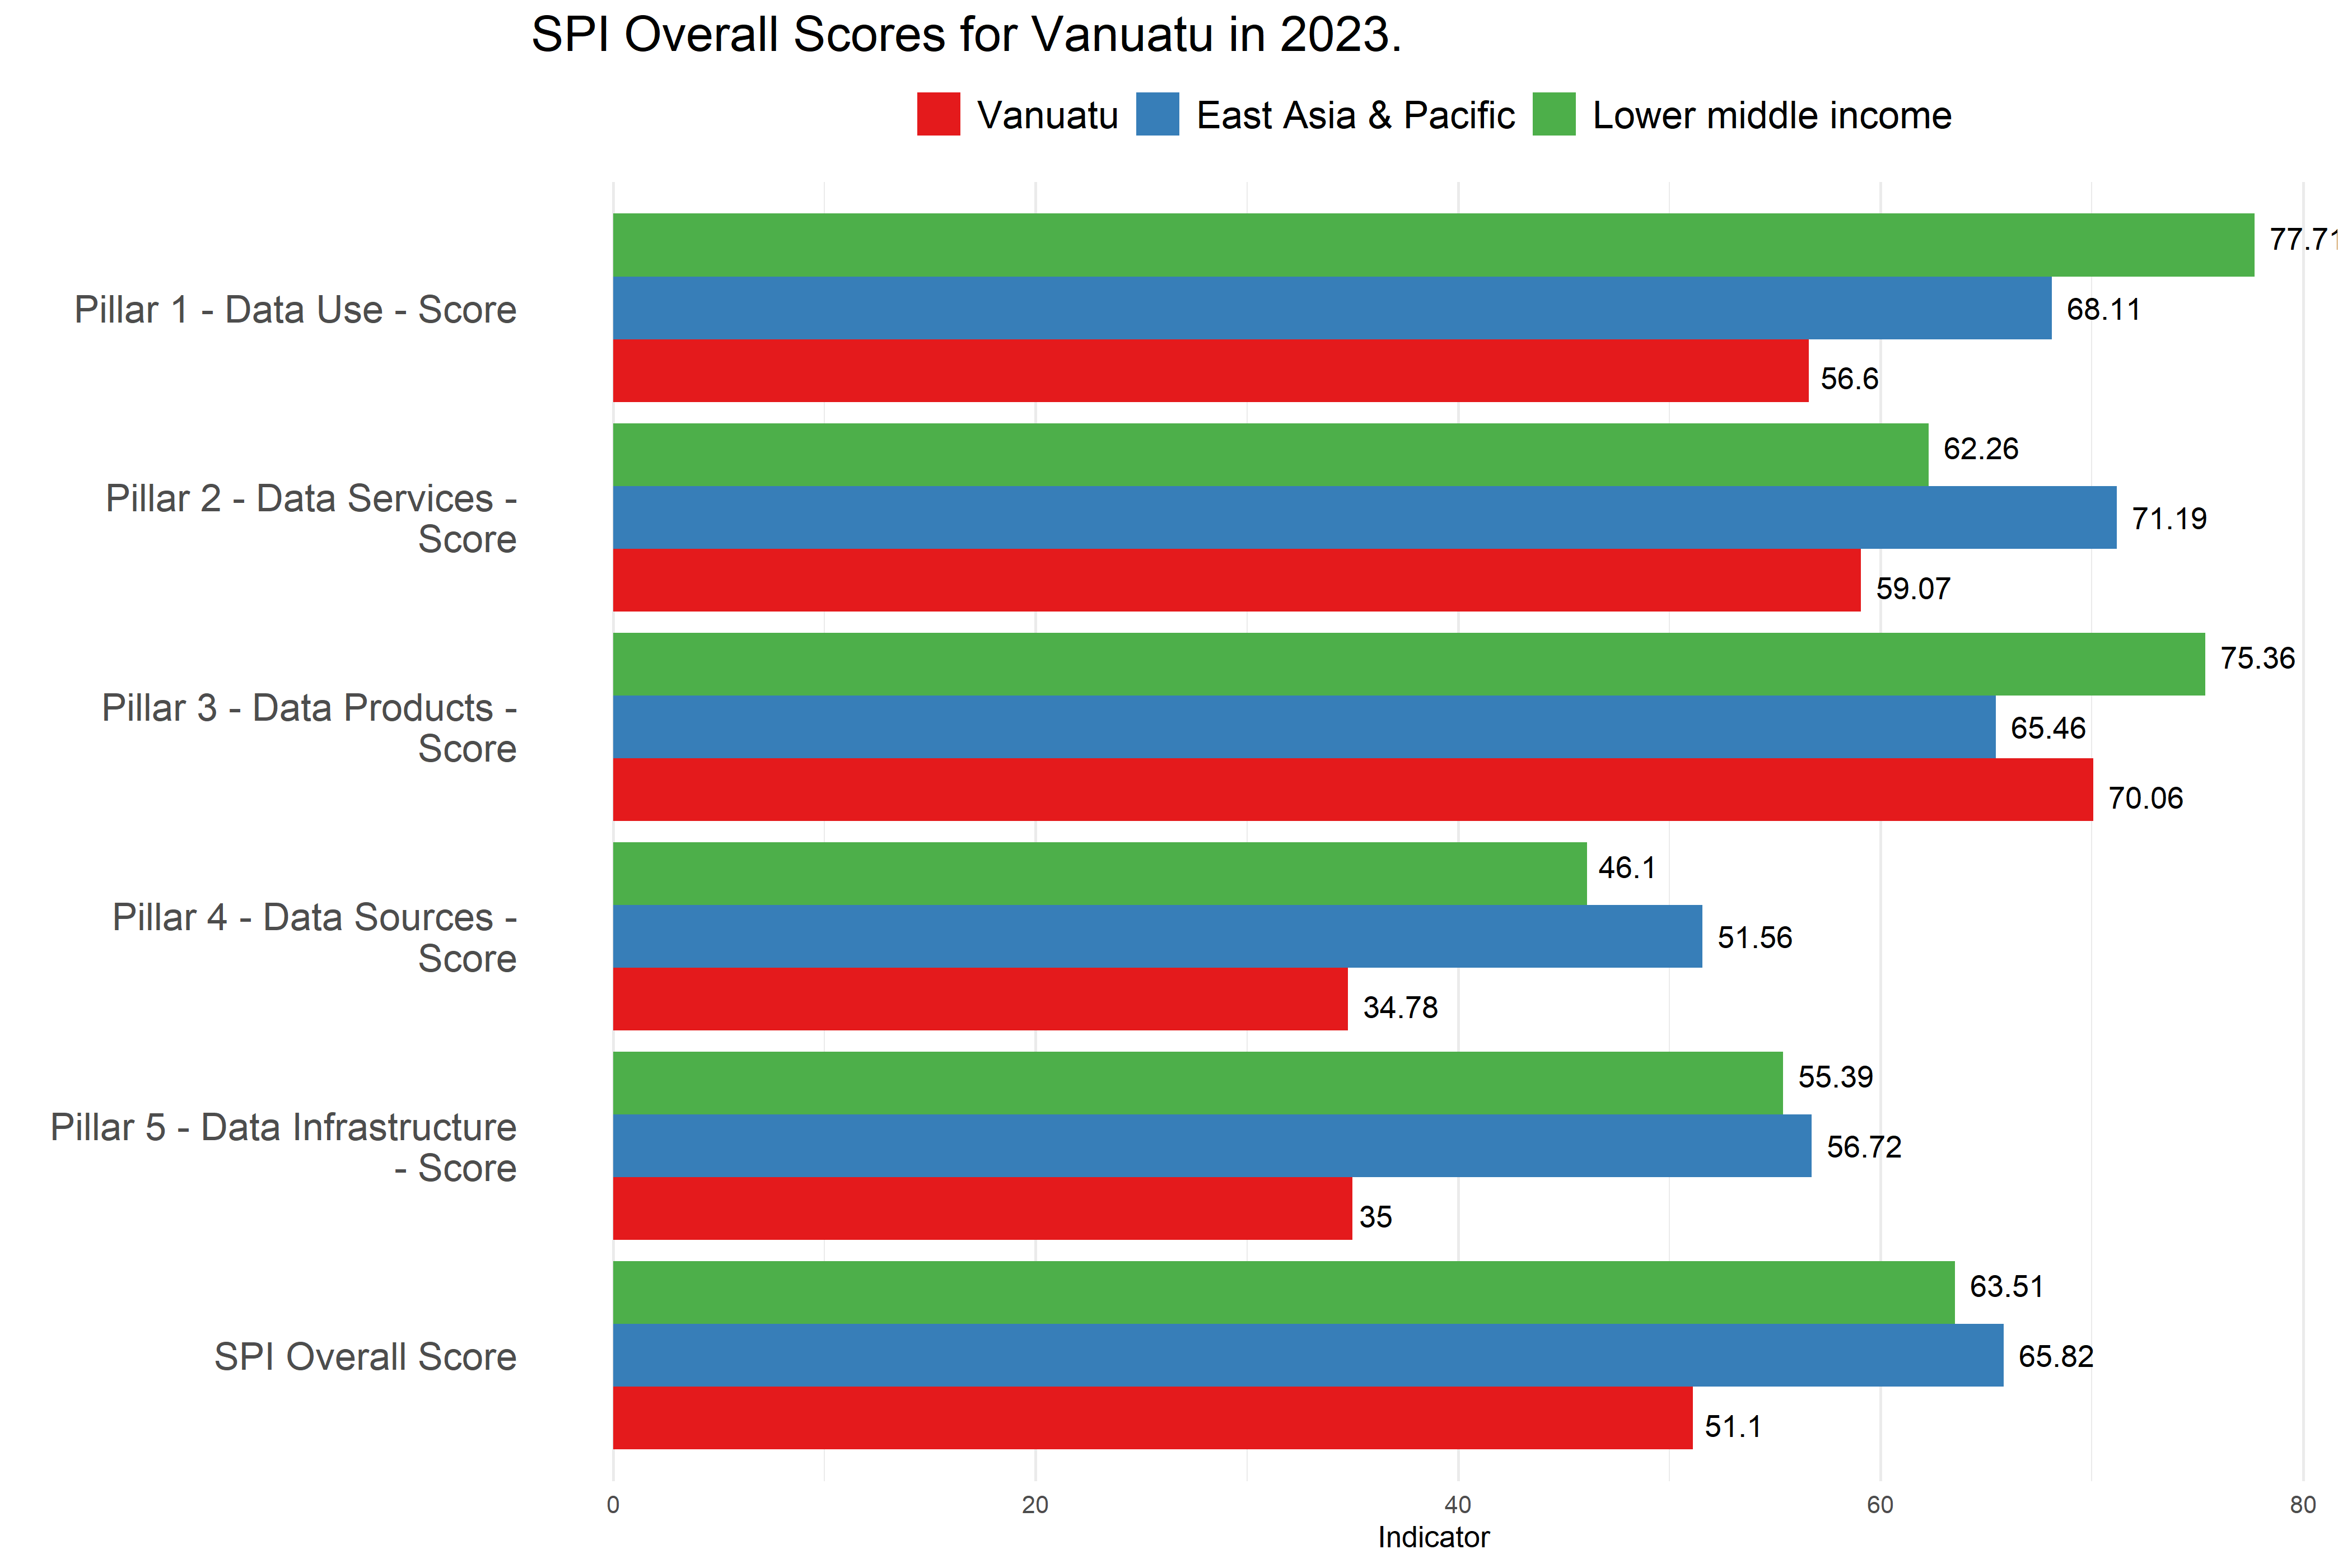 SPI Overall Scores for Vanuatu in 2023.
Vanuatu East Asia & Pacific Lower middle income
Pillar 1 - Data Use - Score
77.71
68.11
56.6
Pillar 2 - Data Services -
Score
62.26
71.19
59.07
Pillar 3 - Data Products -
Score
75.36
65.46
70.06
Pillar 4 - Data Sources -
Score
46.1
51.56
34.78
Pillar 5 - Data Infrastructure
- Score
55.39
56.72
35
SPI Overall Score
63.51
65.82
51.1
0 20 40 60 80
Indicator